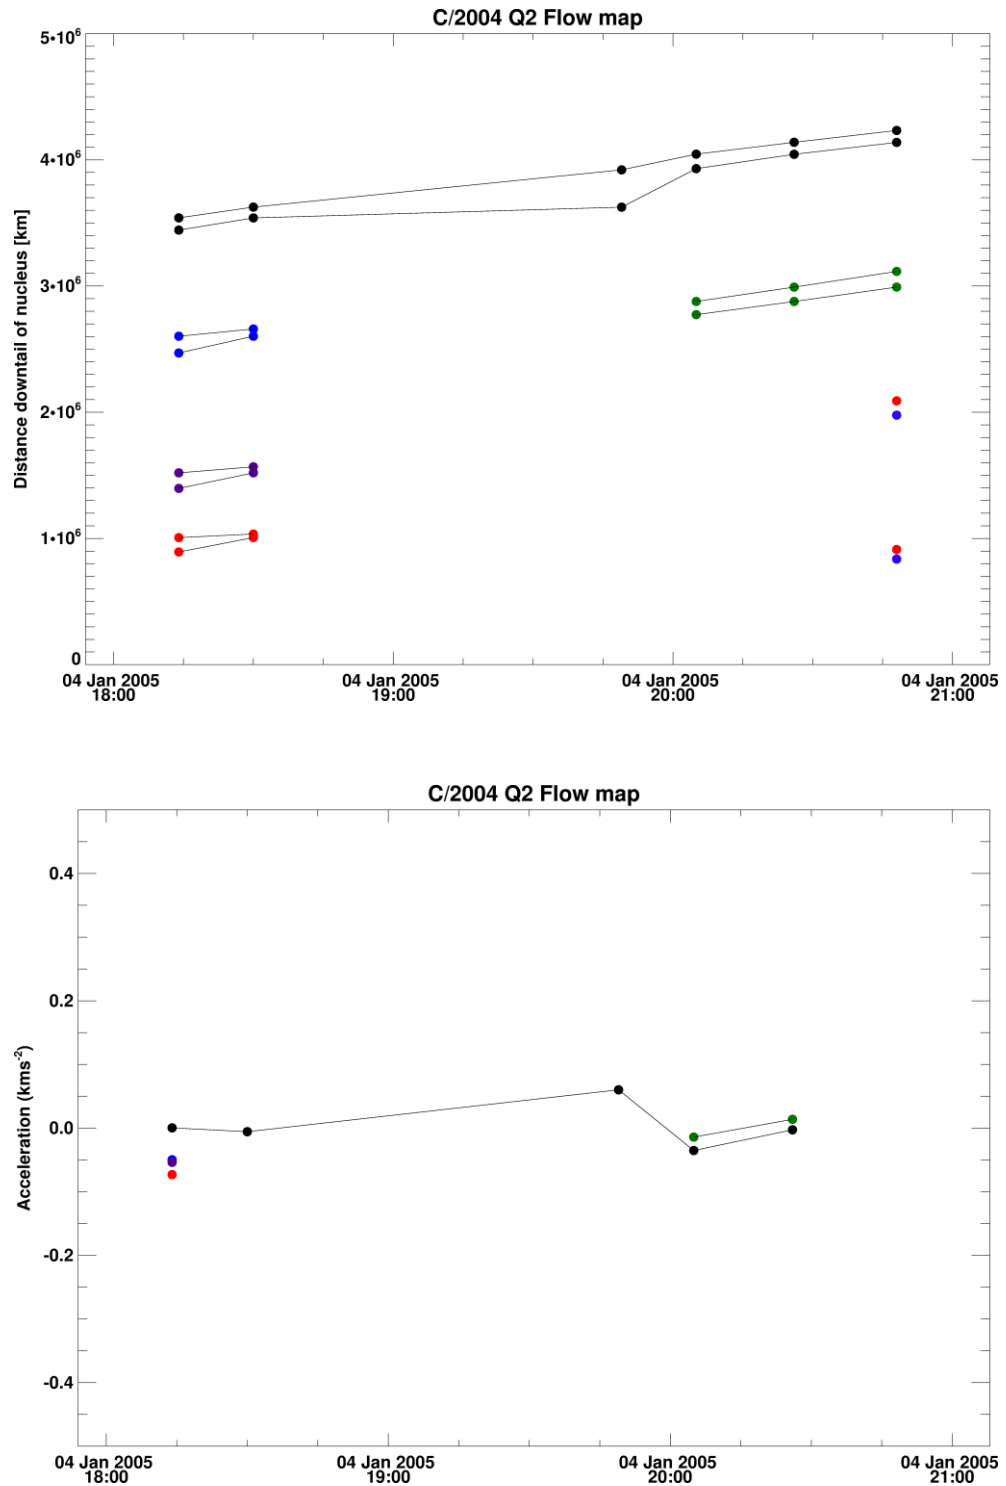 C/2004 Q2 Flow map
5•10⁶
4•10⁶
3•10⁶
2•10⁶
1•10⁶
0
Distance downtail of nucleus [km]
04 Jan 2005 04 Jan 2005 04 Jan 2005 04 Jan 2005
18:00 19:00 20:00 21:00
C/2004 Q2 Flow map
0.4
0.2
0.0
-0.2
-0.4
Acceleration (kms⁻²)
04 Jan 2005 04 Jan 2005 04 Jan 2005 04 Jan 2005
18:00 19:00 20:00 21:00